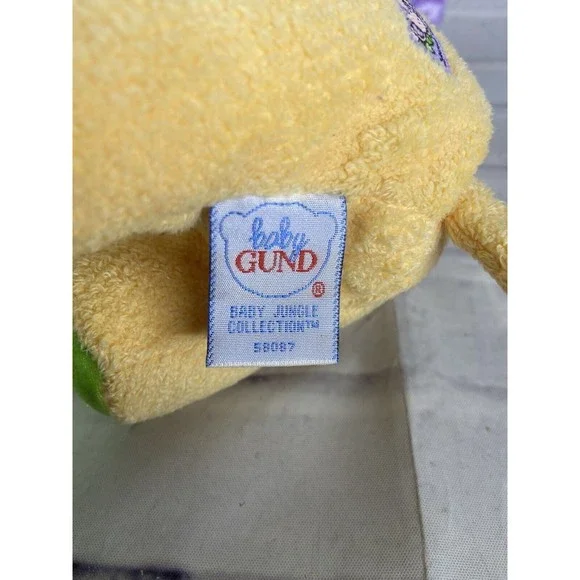 baby
GUND
®
BABY JUNGLE
COLLECTION™
58087